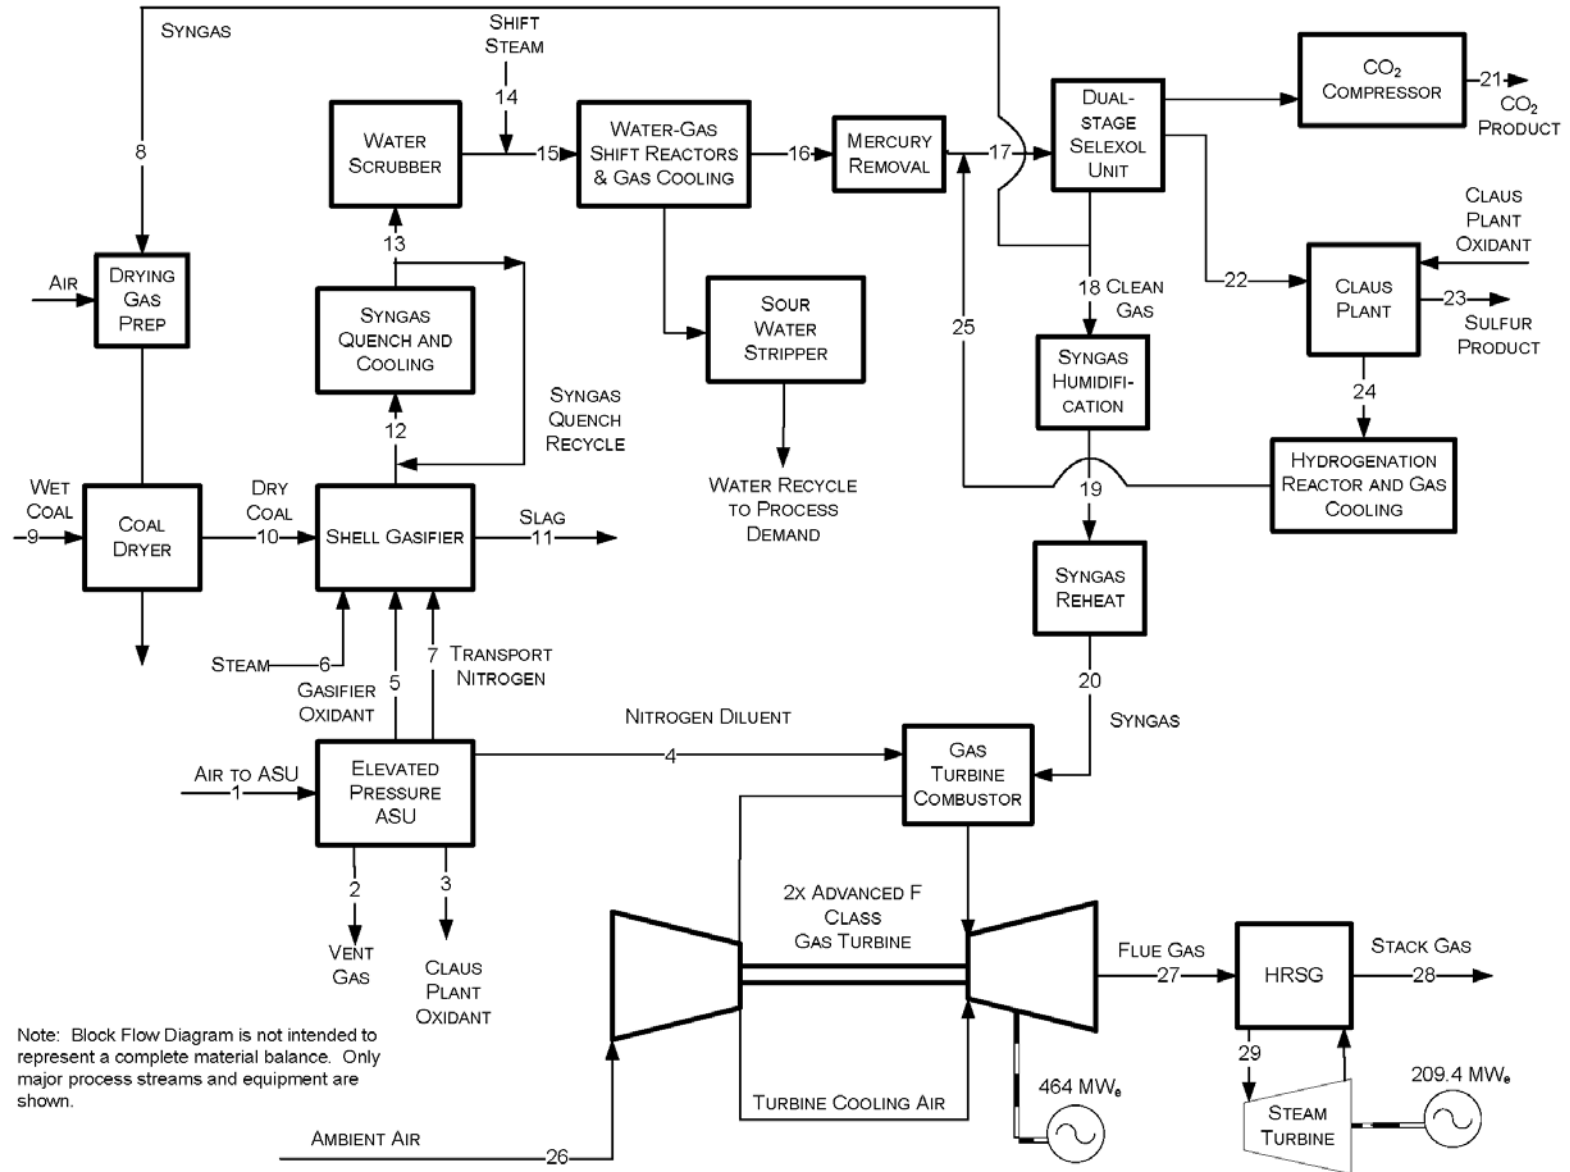 SYNGAS
SHIFT
STEAM
14
8
WATER
SCRUBBER
15
WATER-GAS
SHIFT REACTORS
& GAS COOLING
16
MERCURY
REMOVAL
17
DUAL-
STAGE
SELEXOL
UNIT
CO₂
COMPRESSOR
21
CO₂
PRODUCT
CLAUS
PLANT
OXIDANT
AIR
DRYING
GAS
PREP
13
SYNGAS
QUENCH AND
COOLING
12
SYNGAS
QUENCH
RECYCLE
SOUR
WATER
STRIPPER
WATER RECYCLE
TO PROCESS
DEMAND
25
18 CLEAN
GAS
22
CLAUS
PLANT
23
SULFUR
PRODUCT
24
SYNGAS
HUMIDIFI-
CATION
19
HYDROGENATION
REACTOR AND GAS
COOLING
WET
COAL
9
COAL
DRYER
DRY
COAL
10
SHELL GASIFIER
SLAG
11
SYNGAS
REHEAT
STEAM
6
GASIFIER
OXIDANT
5
7
TRANSPORT
NITROGEN
20
SYNGAS
NITROGEN DILUENT
4
GAS
TURBINE
COMBUSTOR
AIR TO ASU
1
ELEVATED
PRESSURE
ASU
2
3
VENT
GAS
CLAUS
PLANT
OXIDANT
2X ADVANCED F
CLASS
GAS TURBINE
FLUE GAS
27
HRSG
STACK GAS
28
29
Note: Block Flow Diagram is not intended to
represent a complete material balance. Only
major process streams and equipment are
shown.
TURBINE COOLING AIR
464 MWe
STEAM
TURBINE
209.4 MWe
AMBIENT AIR
26